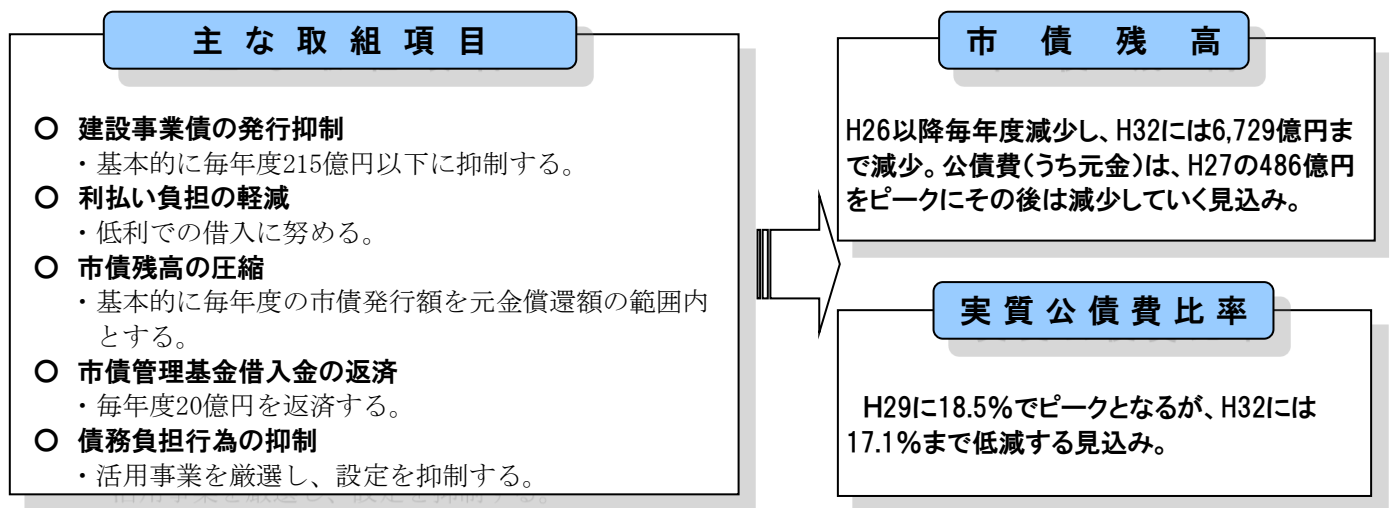 主な取組項目
〇 建設事業債の発行抑制
・基本的に毎年度215億円以下に抑制する。
〇 利払い負担の軽減
・低利での借入に努める。
〇 市債残高の圧縮
・基本的に毎年度の市債発行額を元金償還額の範囲内
とする。
〇 市債管理基金借入金の返済
・毎年度20億円を返済する。
〇 債務負担行為の抑制
・活用事業を厳選し、設定を抑制する。
市債残高
H26以降毎年度減少し、H32には6,729億円ま
で減少。公債費(うち元金)は、H27の486億円
をピークにその後は減少していく見込み。
実質公債費比率
H29に18.5%でピークとなるが、H32には
17.1%まで低減する見込み。